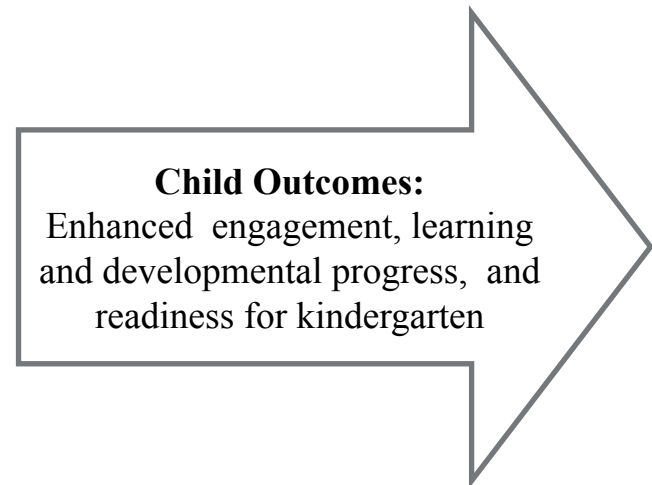 Child Outcomes:
Enhanced engagement, learning
and developmental progress, and
readiness for kindergarten